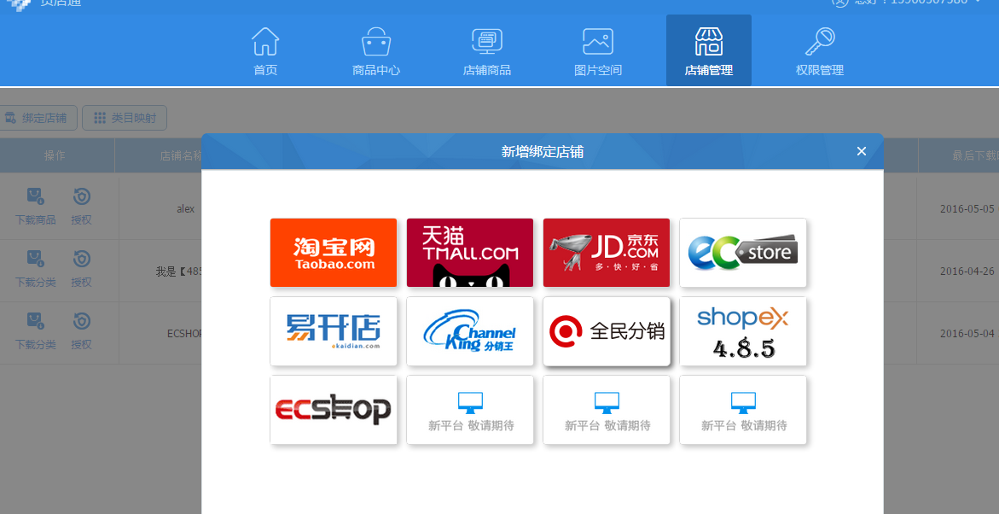 您好！13966307986
首页
商品中心
店铺商品
图片空间
店铺管理
权限管理
绑定店铺
类目映射
新增绑定店铺
×
操作
店铺名称
最后下载
alex
2016-05-05
下载商品
授权
我是【485
2016-04-26
下载分类
授权
ECSHOP
2016-05-04
下载分类
授权
淘宝网
Taobao.com
天猫
TMALL.COM
JD.京东
.COM
多·快·好·省
ec store
易开店
ekaidian.com
Channel
King 分销王
全民分销
shopex
4.8.5
ecshop
新平台 敬请期待
新平台 敬请期待
新平台 敬请期待